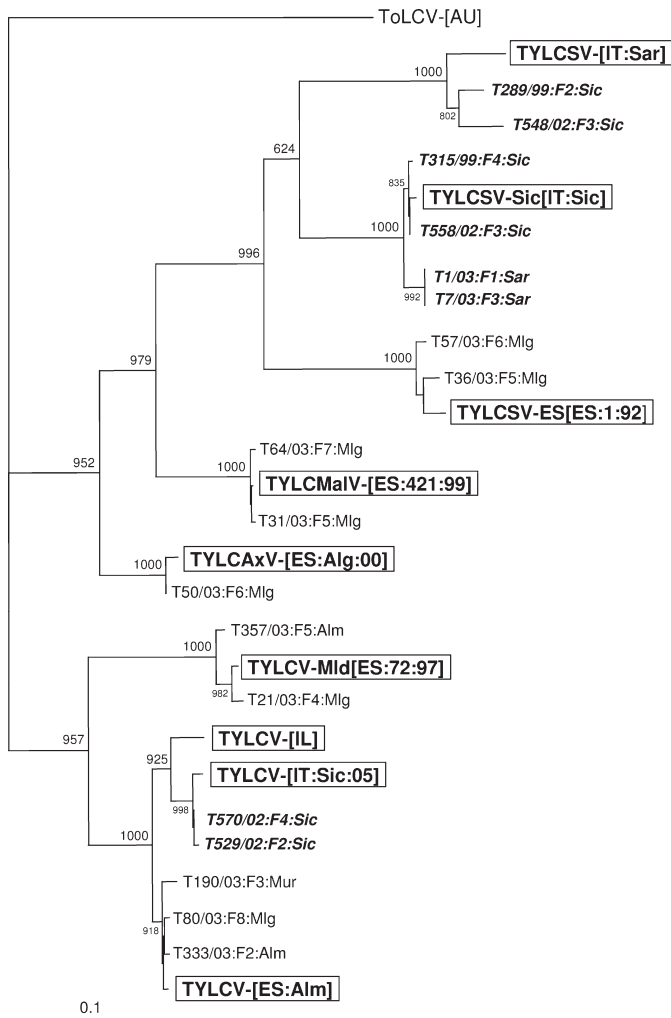 ToLCV-[AU]
TYLCSV-[IT:Sar]
1000
T289/99:F2:Sic
802
T548/02:F3:Sic
624
T315/99:F4:Sic
835
TYLCSV-Sic[IT:Sic]
1000
T558/02:F3:Sic
996
T1/03:F1:Sar
992
T7/03:F3:Sar
T57/03:F6:Mlg
979
1000
T36/03:F5:Mlg
TYLCSV-ES[ES:1:92]
T64/03:F7:Mlg
952
1000
TYLCMalV-[ES:421:99]
T31/03:F5:Mlg
TYLCAxV-[ES:Alg:00]
1000
T50/03:F6:Mlg
T357/03:F5:Alm
1000
TYLCV-Mld[ES:72:97]
982
T21/03:F4:Mlg
957
TYLCV-[IL]
925
TYLCV-[IT:Sic:05]
998
T570/02:F4:Sic
1000
T529/02:F2:Sic
T190/03:F3:Mur
T80/03:F8:Mlg
918
T333/03:F2:Alm
TYLCV-[ES:Alm]
0.1